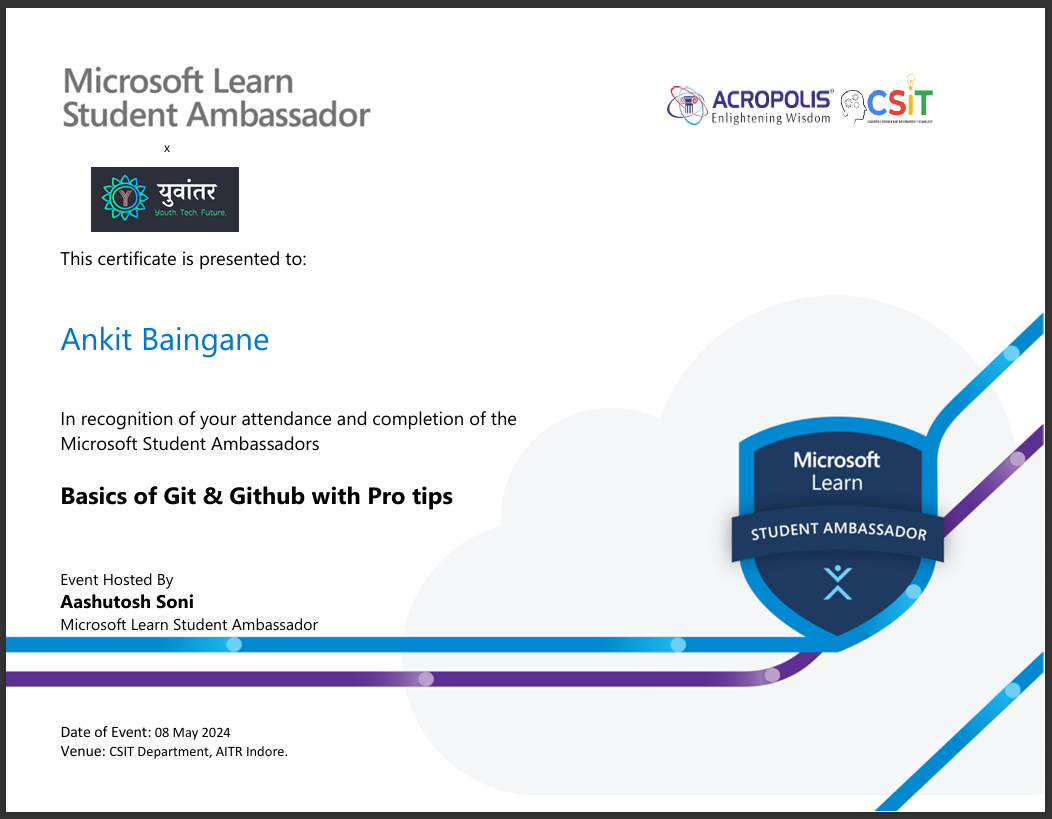 Microsoft Learn
Student Ambassador
x
युवांतर
Youth. Tech. Future.
ACROPOLIS®
Enlightening Wisdom
CSiT
This certificate is presented to:
Ankit Baingane
In recognition of your attendance and completion of the
Microsoft Student Ambassadors
Basics of Git & Github with Pro tips
Microsoft
Learn
STUDENT AMBASSADOR
Event Hosted By
Aashutosh Soni
Microsoft Learn Student Ambassador
Date of Event: 08 May 2024
Venue: CSIT Department, AITR Indore.